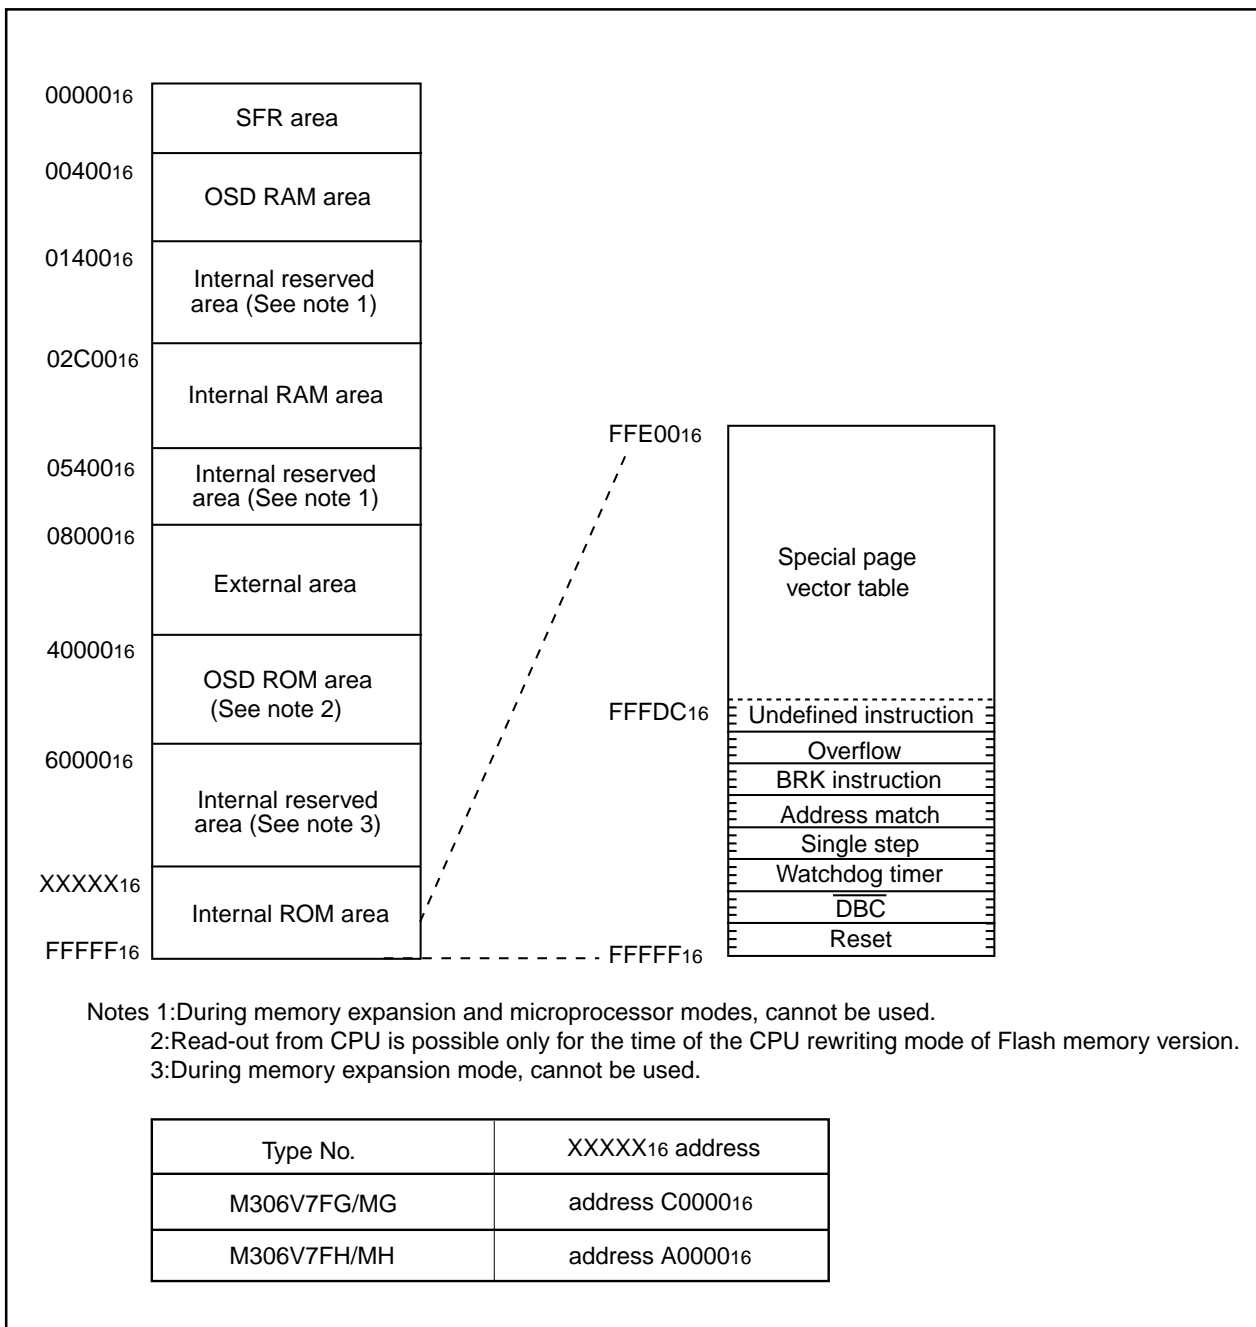 0000016
SFR area
0040016
OSD RAM area
0140016
Internal reserved
area (See note 1)
02C0016
Internal RAM area
0540016
Internal reserved
area (See note 1)
0800016
External area
4000016
OSD ROM area
(See note 2)
6000016
Internal reserved
area (See note 3)
XXXXX16
Internal ROM area
FFFFF16
FFE0016
Special page
vector table
FFFDC16
Undefined instruction
Overflow
BRK instruction
Address match
Single step
Watchdog timer
DBC
Reset
FFFFF16
Notes 1:During memory expansion and microprocessor modes, cannot be used.
2:Read-out from CPU is possible only for the time of the CPU rewriting mode of Flash memory version.
3:During memory expansion mode, cannot be used.
Type No. XXXXX16 address
M306V7FG/MG address C000016
M306V7FH/MH address A000016